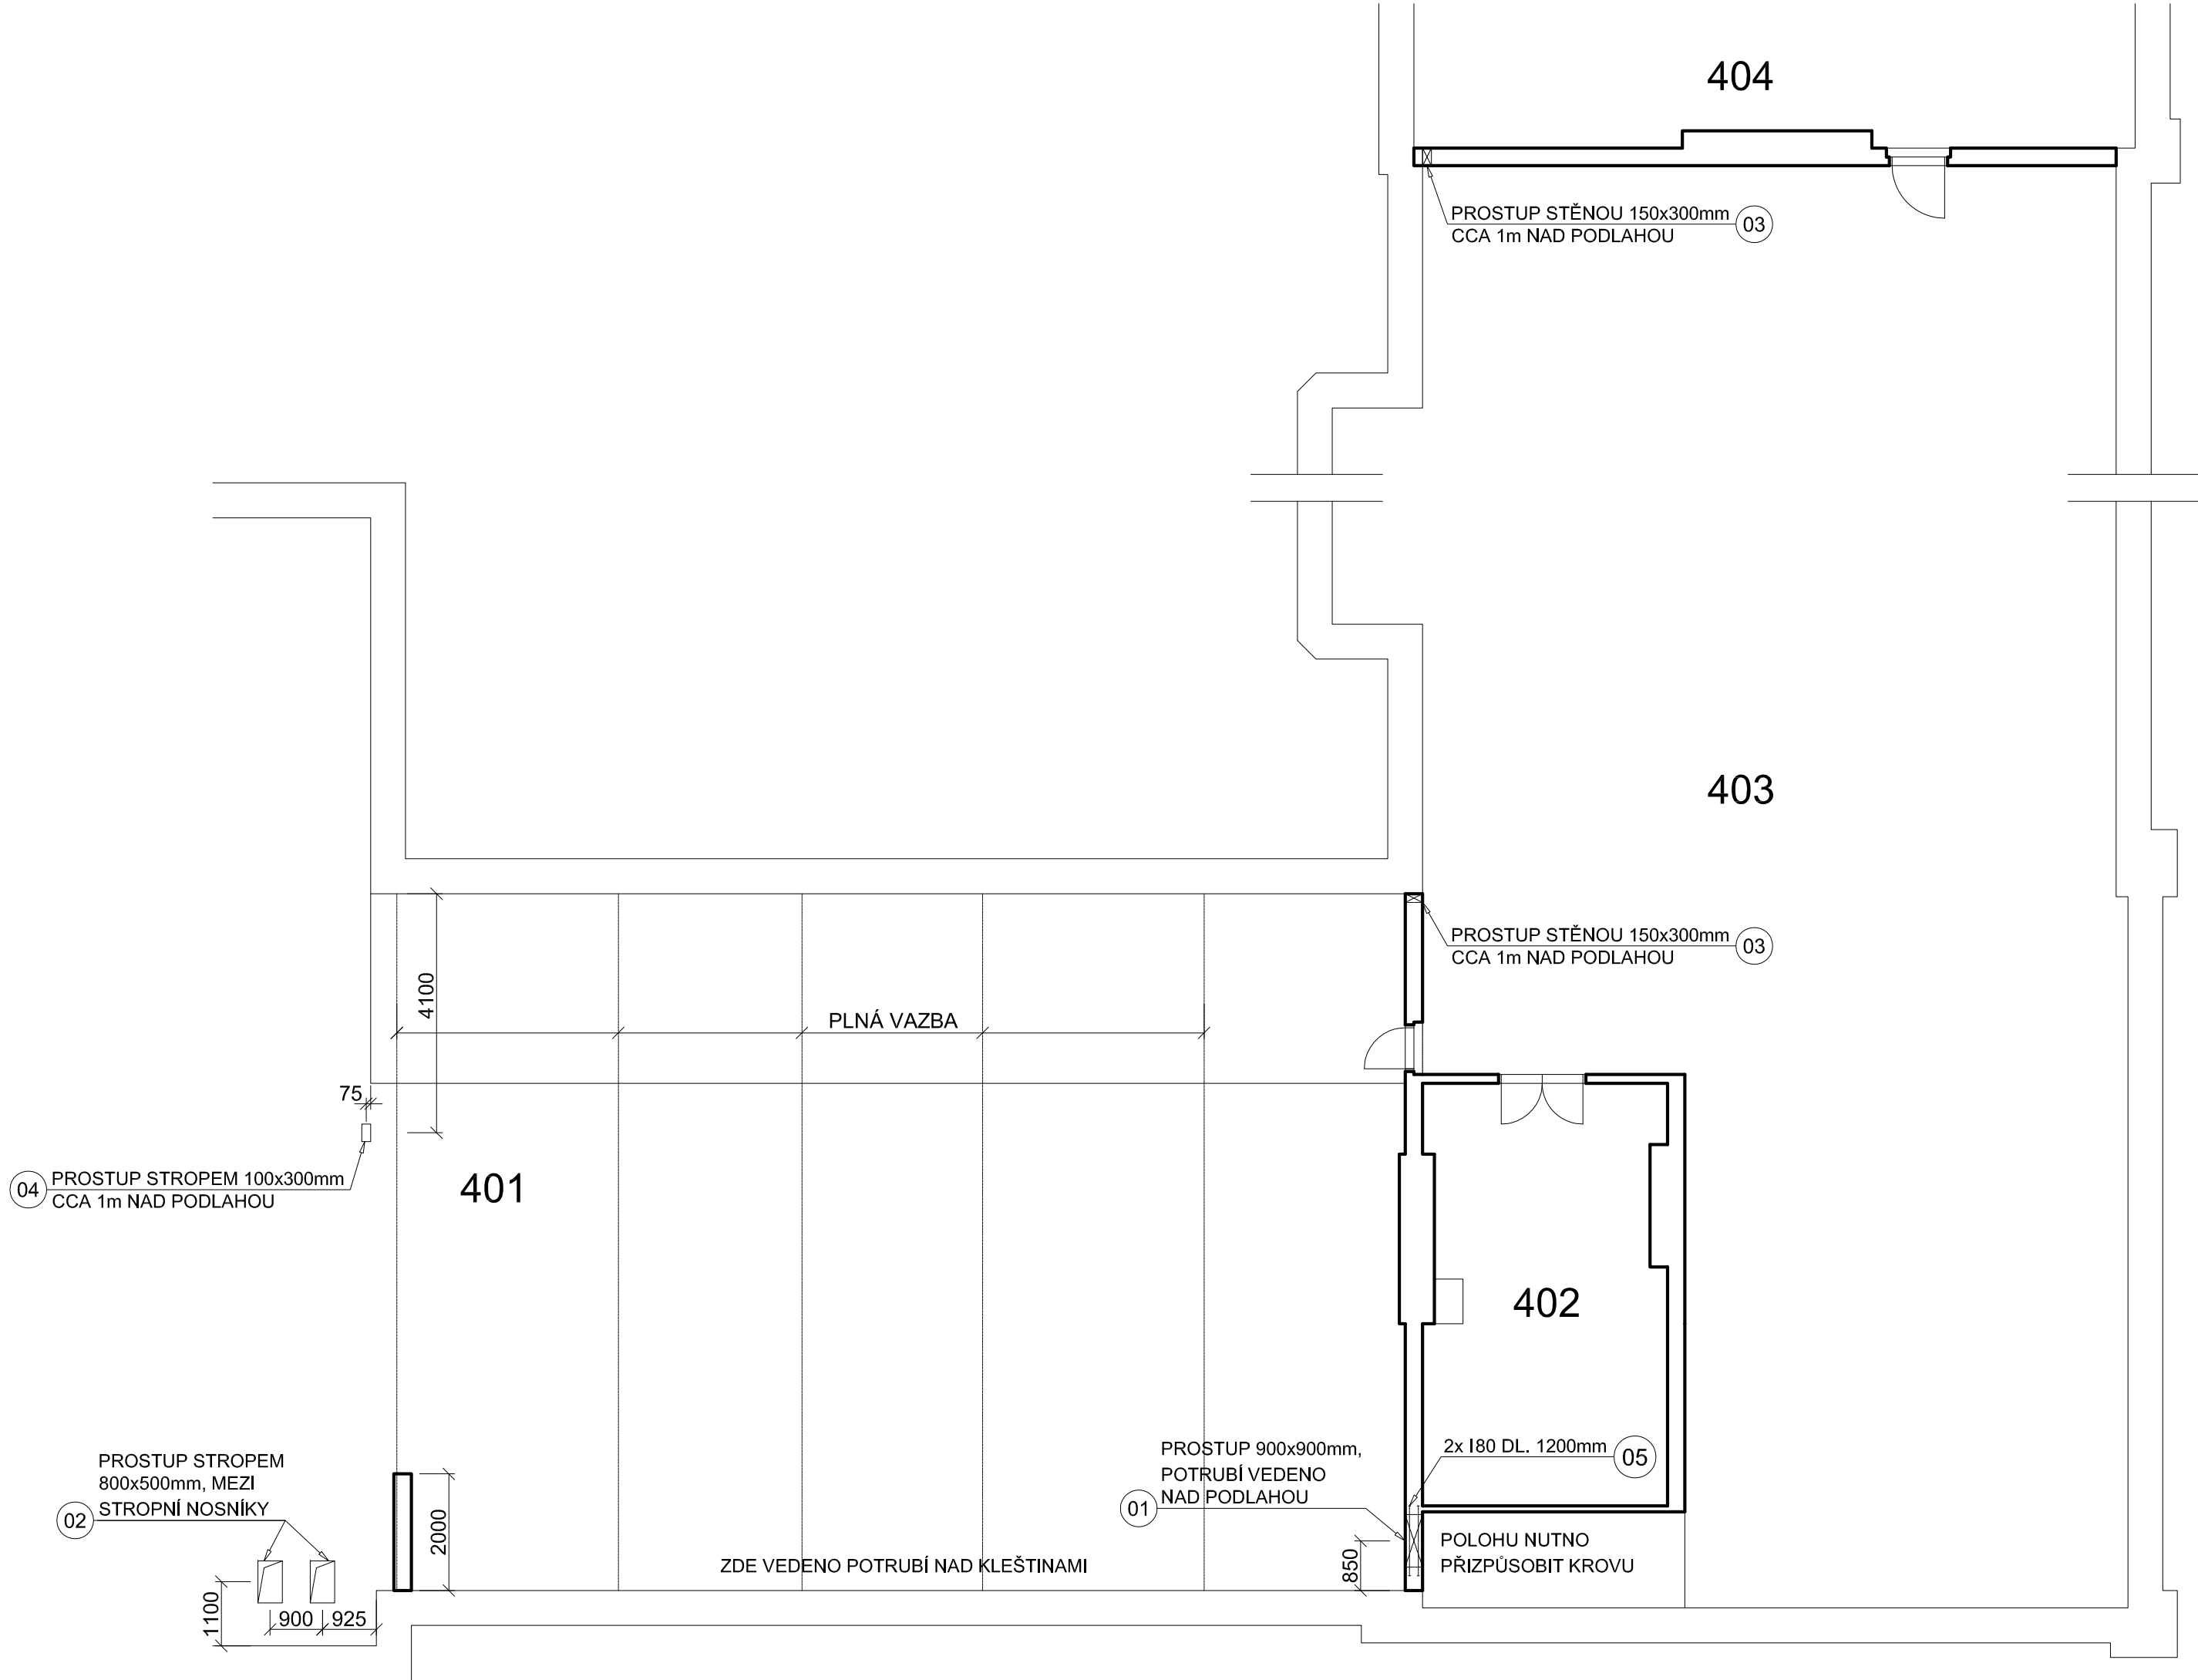 404
PROSTUP STĚNOU 150x300mm
CCA 1m NAD PODLAHOU
03
403
PROSTUP STĚNOU 150x300mm
CCA 1m NAD PODLAHOU
03
4100
PLNÁ VAZBA
75
04
PROSTUP STROPEM 100x300mm
CCA 1m NAD PODLAHOU
401
402
PROSTUP STROPEM
800x500mm, MEZI
STROPNÍ NOSNÍKY
02
2000
1100
900
925
ZDE VEDENO POTRUBÍ NAD KLEŠTINAMI
PROSTUP 900x900mm,
POTRUBÍ VEDENO
NAD PODLAHOU
01
2x I80 DL. 1200mm
05
850
POLOHU NUTNO
PŘIZPŮSOBIT KROVU